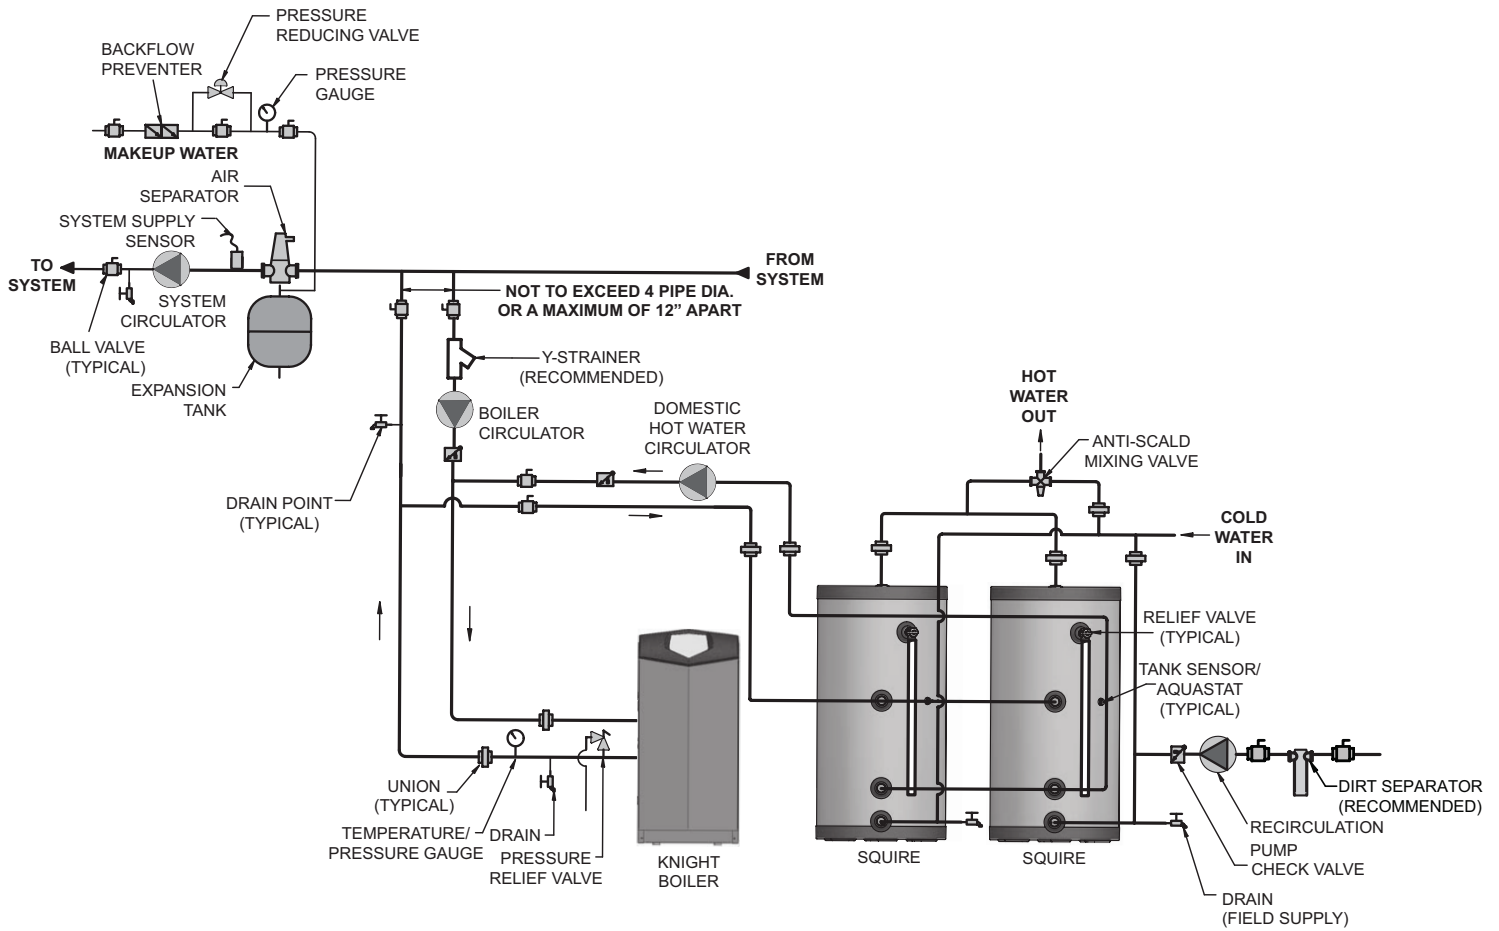 PRESSURE
REDUCING VALVE
BACKFLOW
PREVENTER
PRESSURE
GAUGE
MAKEUP WATER
AIR
SEPARATOR
SYSTEM SUPPLY
SENSOR
TO
SYSTEM
FROM
SYSTEM
SYSTEM
CIRCULATOR
NOT TO EXCEED 4 PIPE DIA.
OR A MAXIMUM OF 12” APART
BALL VALVE
(TYPICAL)
EXPANSION
TANK
Y-STRAINER
(RECOMMENDED)
BOILER
CIRCULATOR
DOMESTIC
HOT WATER
CIRCULATOR
HOT
WATER
OUT
ANTI-SCALD
MIXING VALVE
DRAIN POINT
(TYPICAL)
COLD
WATER
IN
RELIEF VALVE
(TYPICAL)
TANK SENSOR/
AQUASTAT
(TYPICAL)
UNION
(TYPICAL)
TEMPERATURE/
PRESSURE GAUGE
DRAIN
PRESSURE
RELIEF VALVE
KNIGHT
BOILER
SQUIRE
SQUIRE
DIRT SEPARATOR
(RECOMMENDED)
RECIRCULATION
PUMP
CHECK VALVE
DRAIN
(FIELD SUPPLY)